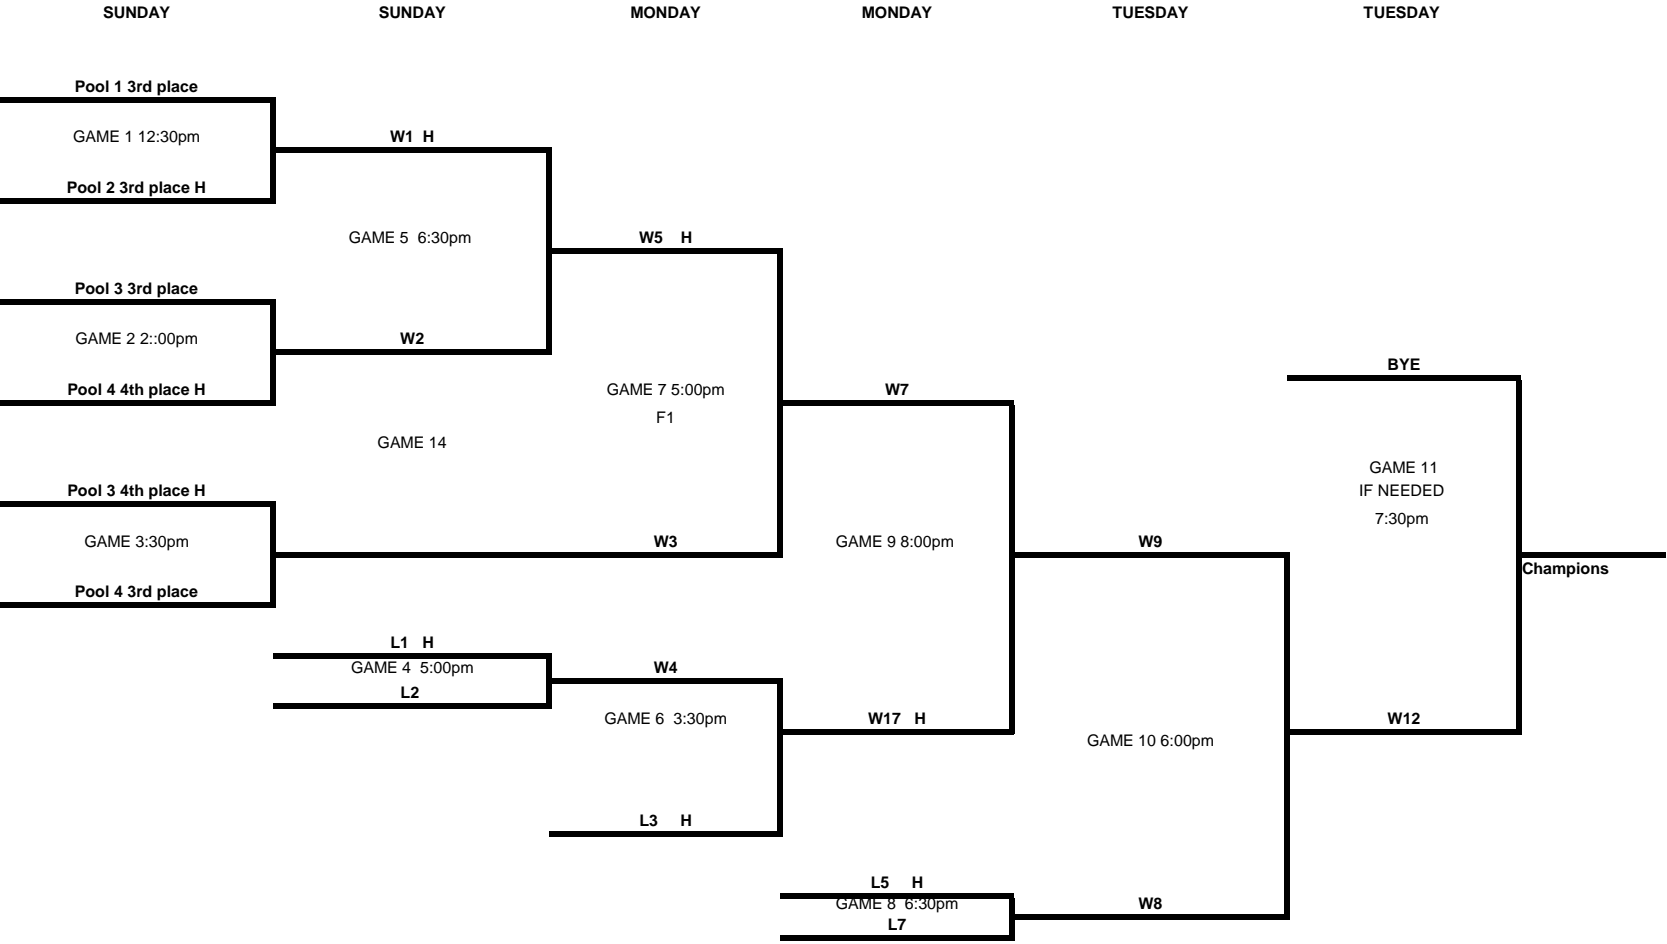 SUNDAY
SUNDAY
MONDAY
MONDAY
TUESDAY
TUESDAY
Pool 1 3rd place
GAME 1 12:30pm
W1 H
Pool 2 3rd place H
GAME 5 6:30pm
W5 H
Pool 3 3rd place
GAME 2 2::00pm
W2
BYE
Pool 4 4th place H
GAME 7 5:00pm
W7
F1
GAME 14
GAME 11
Pool 3 4th place H
IF NEEDED
7:30pm
GAME 3:30pm
W3
GAME 9 8:00pm
W9
Champions
Pool 4 3rd place
L1 H
GAME 4 5:00pm
W4
L2
GAME 6 3:30pm
W17 H
W12
GAME 10 6:00pm
L3 H
L5 H
GAME 8 6:30pm
W8
L7